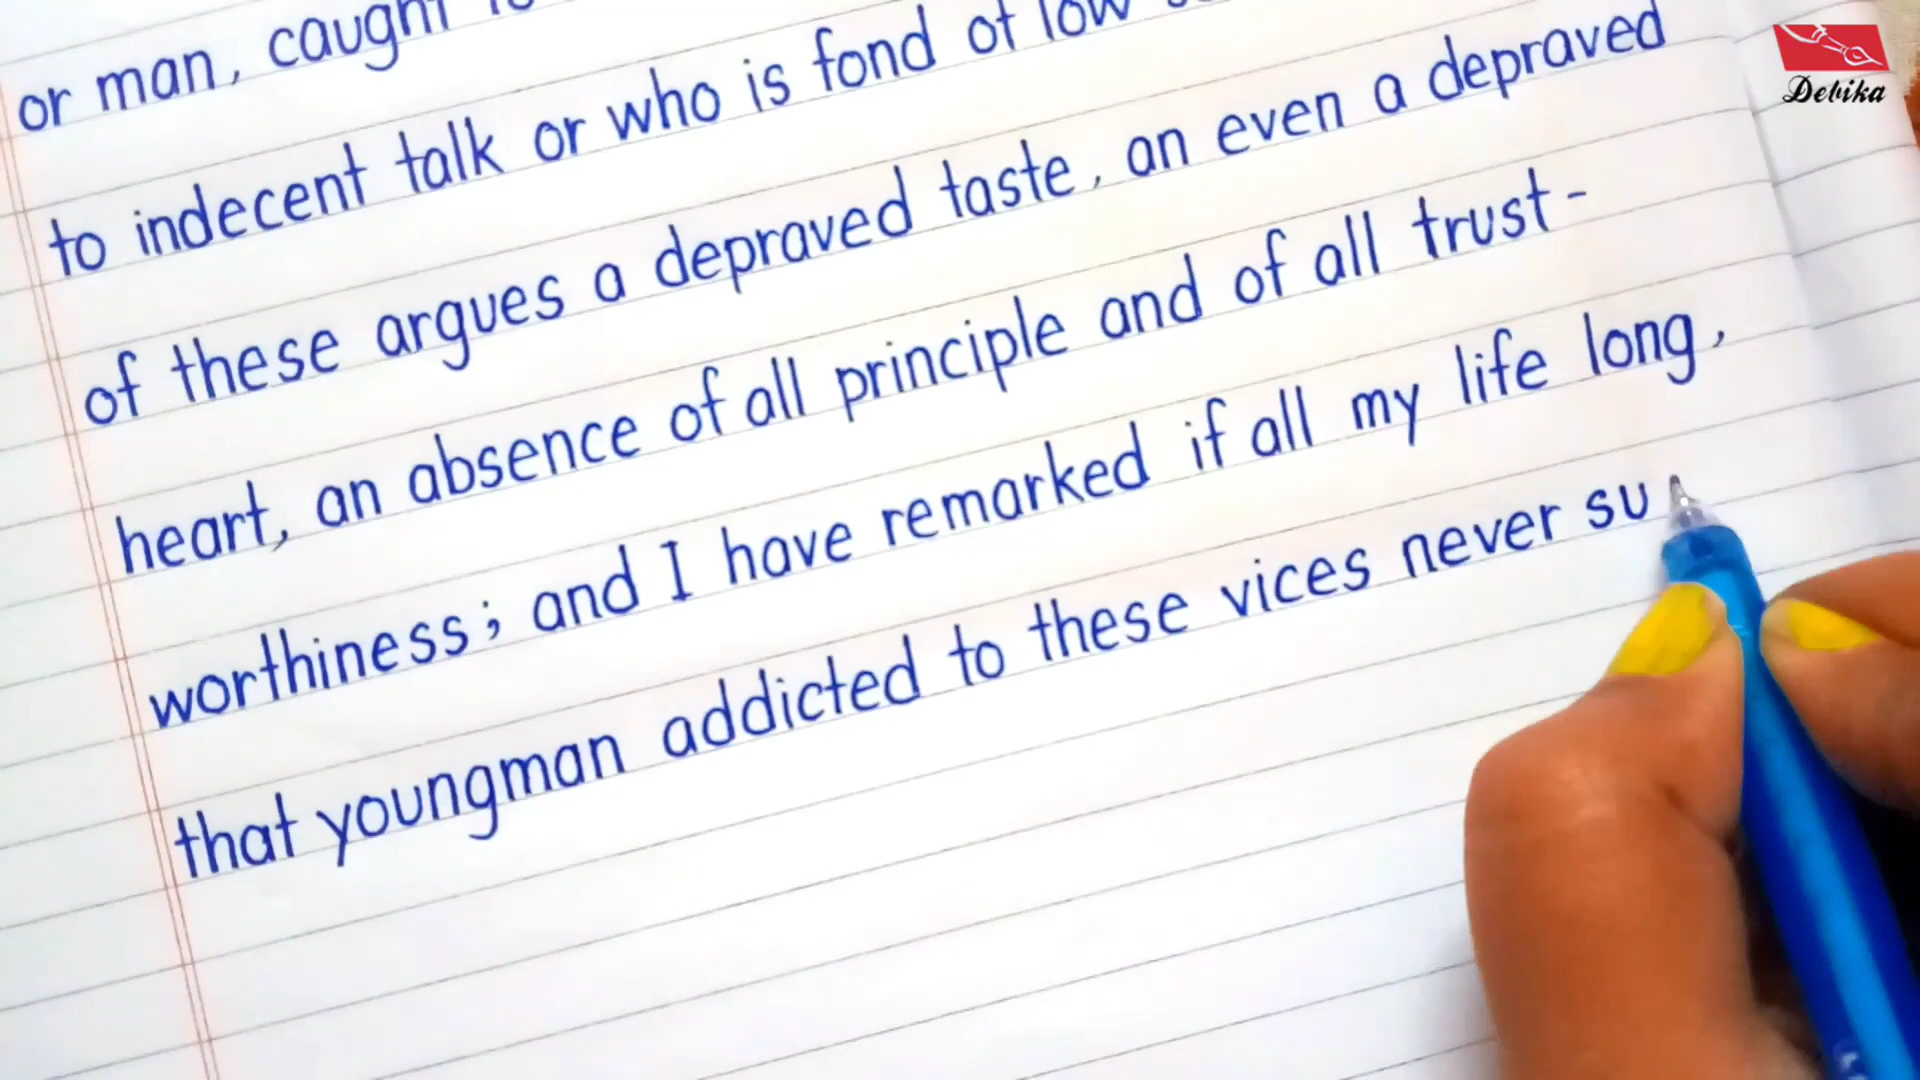 or man, caught
to indecent talk or who is fond of low
of these argues a depraved taste, an even a depraved
heart, an absence of all principle and of all trust-
worthiness; and I have remarked if all my life long,
that youngman addicted to these vices never su
Debika